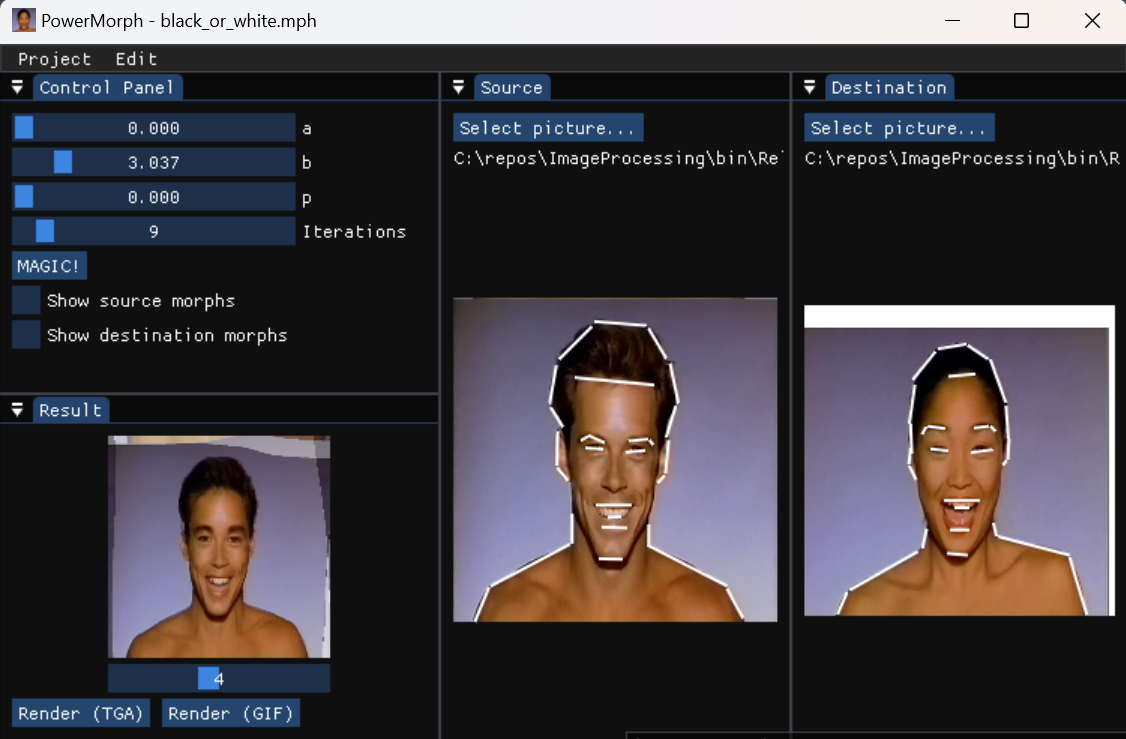 PowerMorph - black_or_white.mph
Project Edit
Control Panel
0.000 a
3.037 b
0.000 p
9 Iterations
MAGIC!
Show source morphs
Show destination morphs
Result
4
Render (TGA) Render (GIF)
Source
Select picture...
C:\repos\ImageProcessing\bin\Re
Destination
Select picture...
C:\repos\ImageProcessing\bin\R